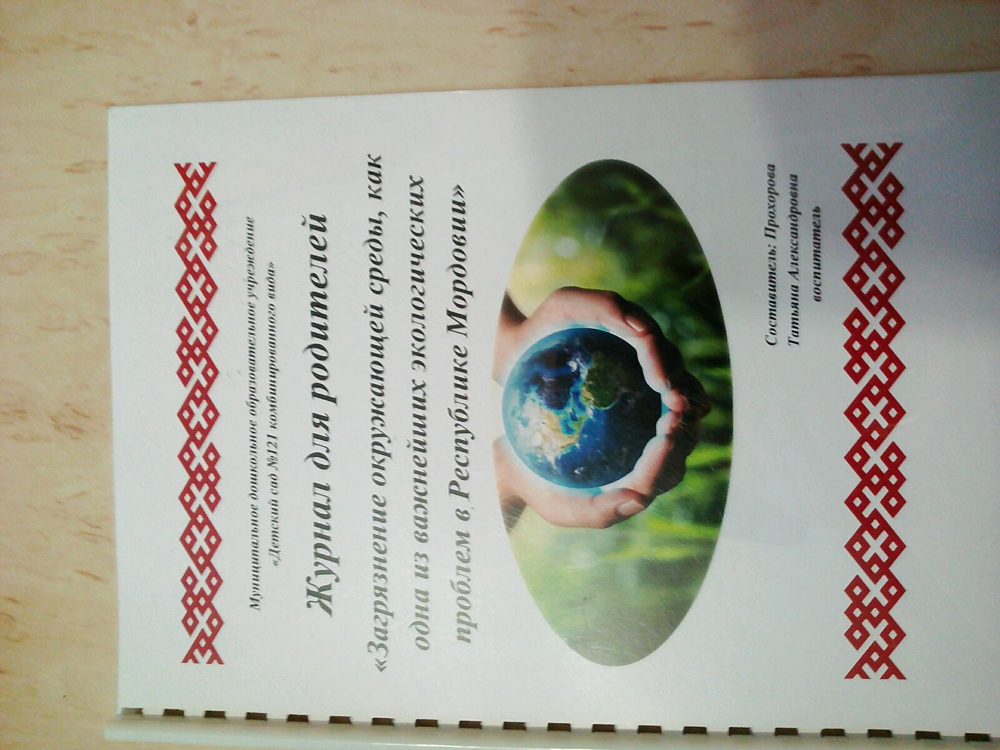 Муниципальное дошкольное образовательное учреждение
«Детский сад №121 комбинированного вида»
Журнал для родителей
«Загрязнение окружающей среды, как
одна из важнейших экологических
проблем в Республике Мордовии»
Составитель: Прохорова
Татьяна Александровна
воспитатель